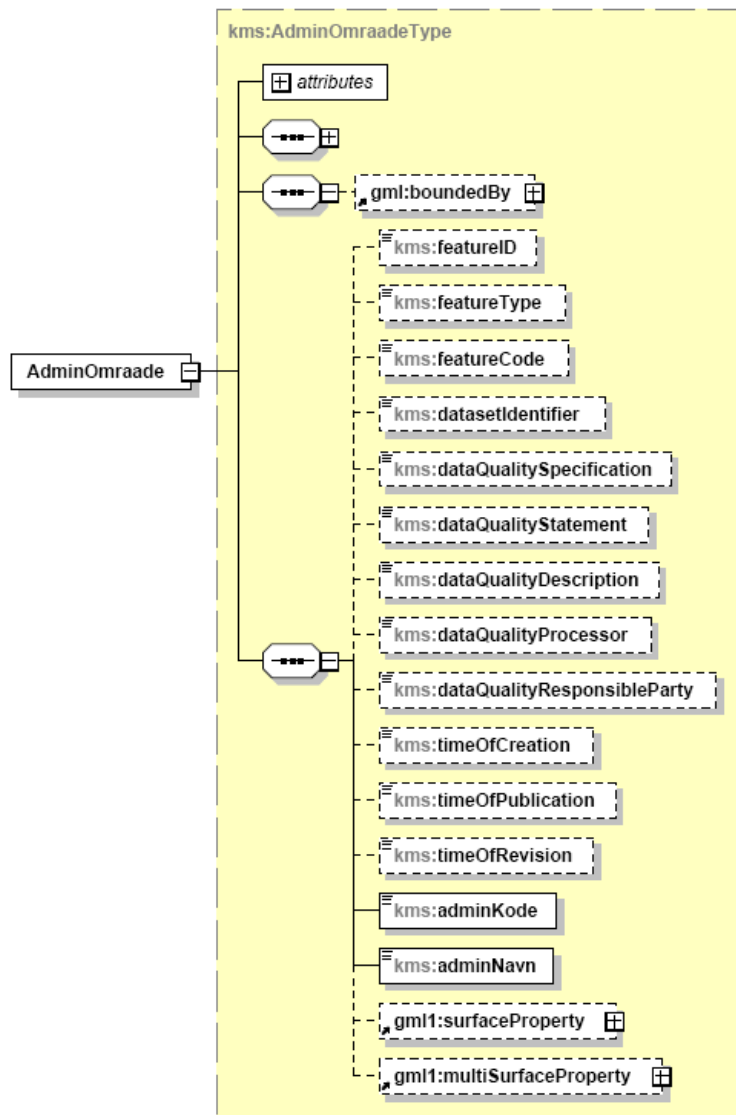 kms:AdminOmraadeType
attributes
gml:boundedBy
kms:featureID
kms:featureType
kms:featureCode
AdminOmraade
kms:datasetIdentifier
kms:dataQualitySpecification
kms:dataQualityStatement
kms:dataQualityDescription
kms:dataQualityProcessor
kms:dataQualityResponsibleParty
kms:timeOfCreation
kms:timeOfPublication
kms:timeOfRevision
kms:adminKode
kms:adminNavn
gml1:surfaceProperty
gml1:multiSurfaceProperty